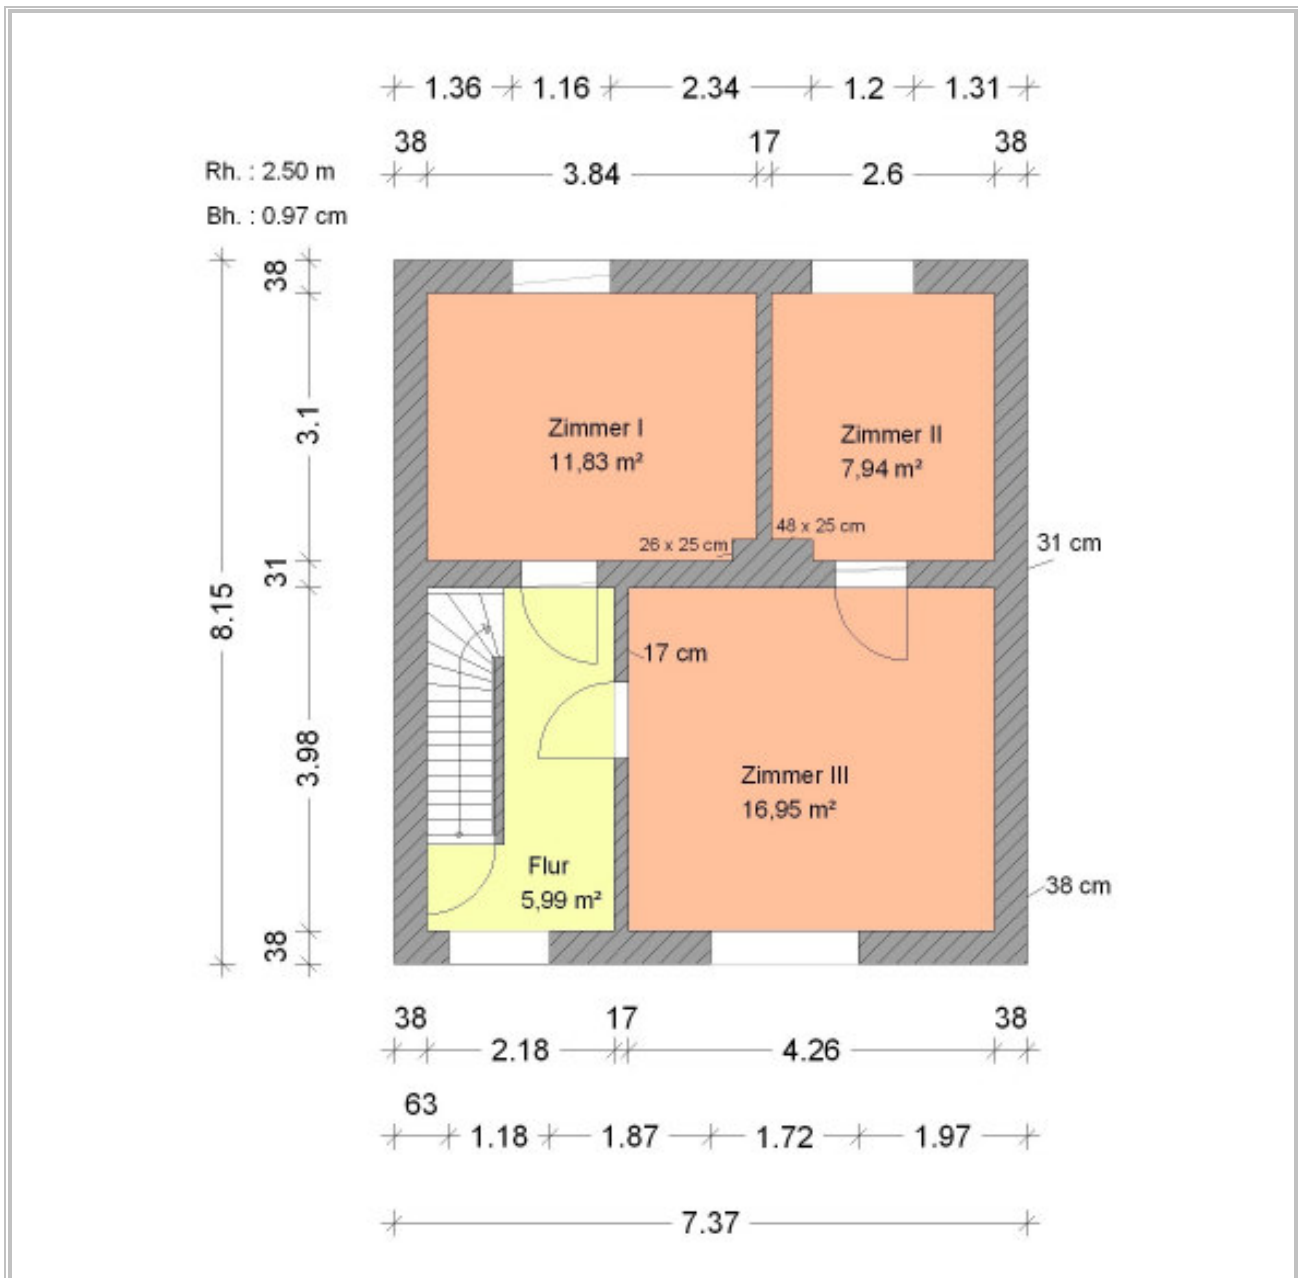 1.36 1.16 2.34 1.2 1.31
38 17 38
Rh. : 2.50 m
3.84 2.6
Bh. : 0.97 cm
38
3.1
31
3.98
38
8.15
Zimmer I
11,83 m²
Zimmer II
7,94 m²
26 x 25 cm
48 x 25 cm
31 cm
17 cm
Zimmer III
16,95 m²
Flur
5,99 m²
38 cm
38 17 38
2.18 4.26
63
1.18 1.87 1.72 1.97
7.37